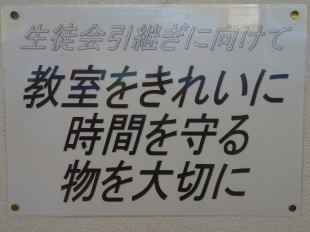 生徒会引継ぎに向けて
教室をきれいに
時間を守る
物を大切に